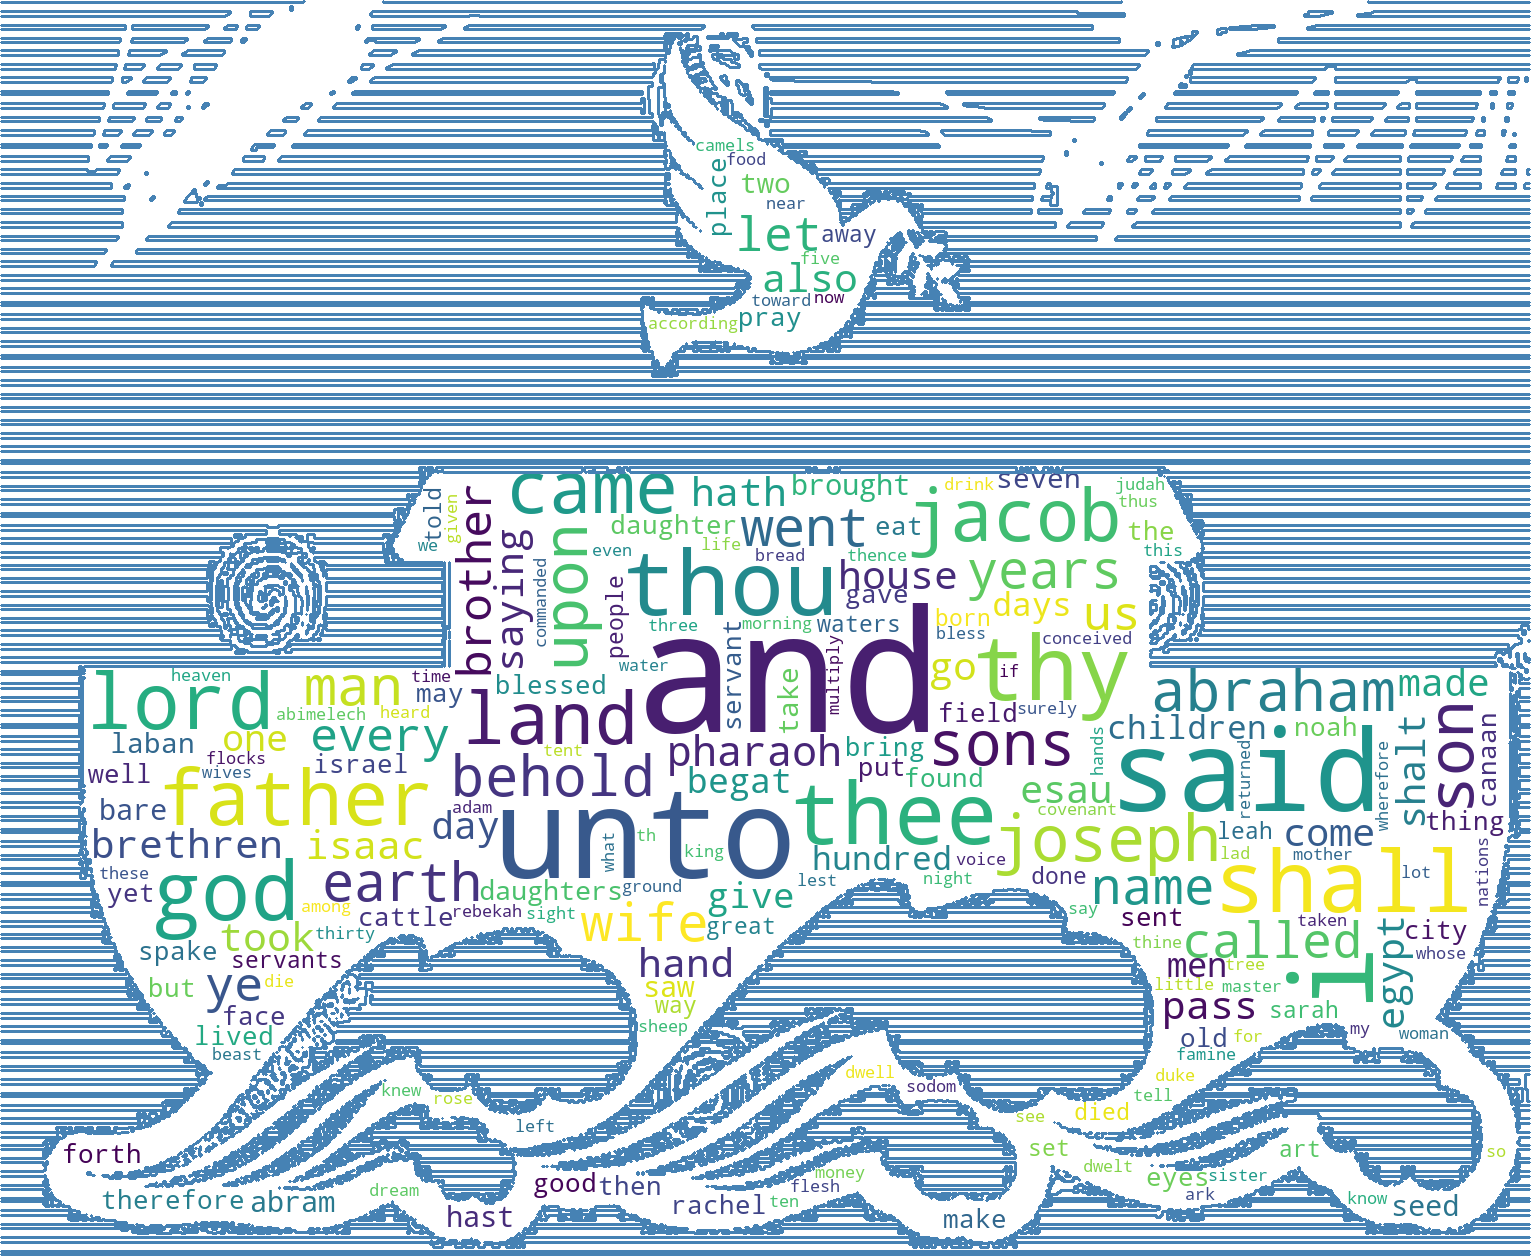 camels
food
place
two
near
let
away
five
also
toward
now
pray
according
came
hath
brought
drink
seven
judah
thus
told
given
we
brother
saying
upon
daughter
went
eat
jacob
the
this
even
life
bread
thence
commanded
thou
house
years
people
gave
days
us
three
morning
waters
born
bless
conceived
servant
and
multiply
water
go
thy
if
heaven
time
lord
man
may
blessed
take
abraham
made
abimelech
heard
land
field
surely
children
noah
son
laban
one
every
tent
pharaoh
bring
sons
hands
said
returned
wherefore
shalt
canaan
flocks
israel
well
wives
father
behold
begat
put
found
esau
covenant
bare
adam
day
unto
thee
joseph
leah
come
thing
brethren
isaac
what
th
king
hundred
voice
lad
mother
these
yet
god
earth
daughters
ground
lest
night
done
name
shall
lot
nations
among
cattle
rebekah
sight
wife
give
great
say
sent
taken
took
thirty
called
city
spake
servants
hand
thine
men
tree
i
egypt
whose
but
ye
die
saw
little
master
face
way
pass
sarah
lived
sheep
old
for
my
woman
beast
famine
knew
rose
dwell
sodom
duke
tell
left
see
died
forth
set
art
so
dwelt
therefore
abram
dream
good
then
rachel
money
flesh
ten
eyes
sister
ark
know
seed
hast
make